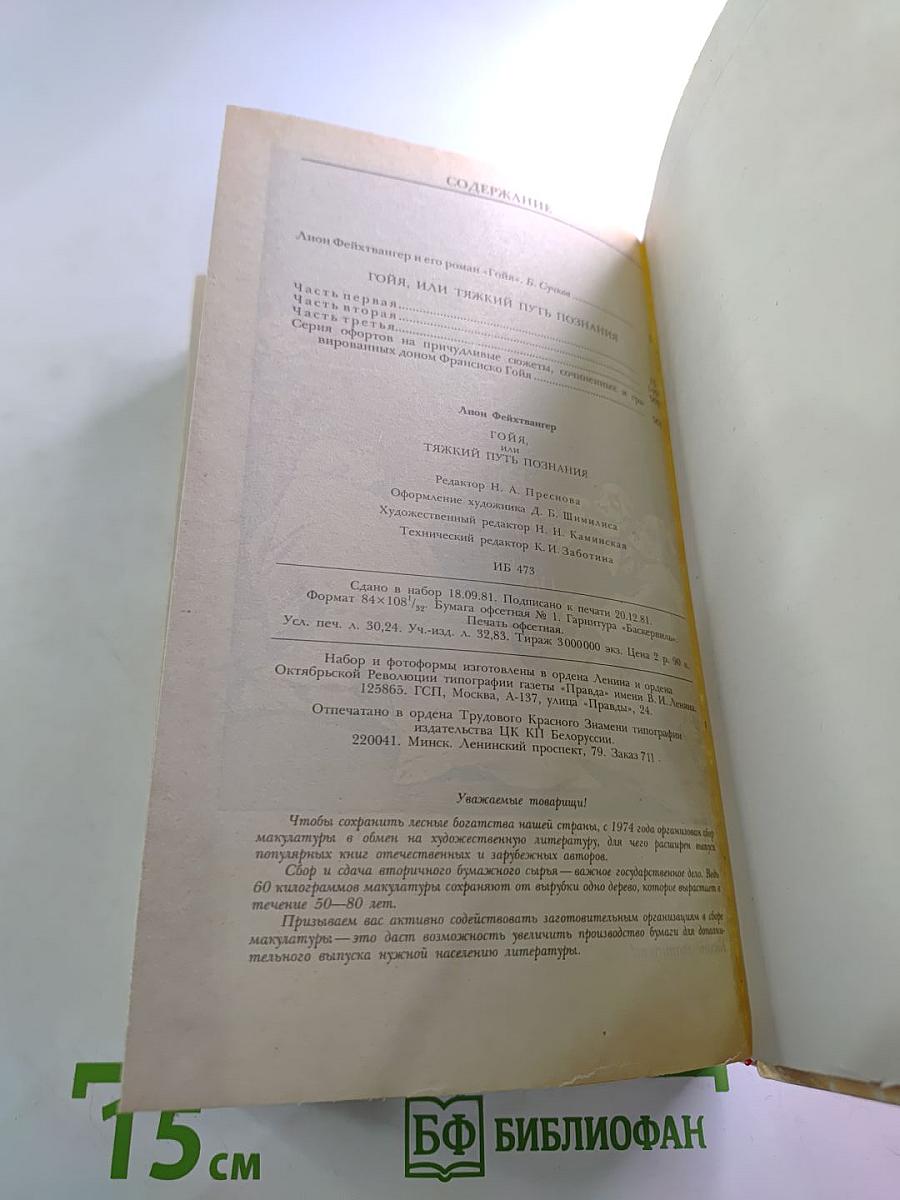 СОДЕРЖАНИЕ
Лион Фейхтвангер и его роман «Гойя». Б. Сучков
ГОЙЯ, ИЛИ ТЯЖКИЙ ПУТЬ ПОЗНАНИЯ
Часть первая
Часть вторая
Часть третья
Серия офортов на причудливые сюжеты, сочиненных и гра-
вированных доном Франсиско Гойя
Лион Фейхтвангер
ГОЙЯ,
или
ТЯЖКИЙ ПУТЬ ПОЗНАНИЯ
Редактор Н. А. Преснова
Оформление художника Д. Б. Шимилиса
Художественный редактор Н. Н. Каминская
Технический редактор К. И. Заботина
ИБ 473
Сдано в набор 18.09.81. Подписано к печати 20.12.81.
Формат 84×108¹/₃₂. Бумага офсетная № 1. Гарнитура «Баскервиль».
Печать офсетная.
Усл. печ. л. 30,24. Уч.-изд. л. 32,83. Тираж 3000000 экз. Цена 2 р. 90 к.
Набор и фотоформы изготовлены в ордена Ленина и ордена
Октябрьской Революции типографии газеты «Правда» имени В. И. Ленина.
125865. ГСП, Москва, А-137, улица «Правды», 24.
Отпечатано в ордена Трудового Красного Знамени типографии
издательства ЦК КП Белоруссии.
220041. Минск. Ленинский проспект, 79. Заказ 711.
Уважаемые товарищи!
Чтобы сохранить лесные богатства нашей страны, с 1974 года организован сбор
макулатуры в обмен на художественную литературу, для чего расширен выпуск
популярных книг отечественных и зарубежных авторов.
Сбор и сдача вторичного бумажного сырья — важное государственное дело. Ведь
60 килограммов макулатуры сохраняют от вырубки одно дерево, которое вырастает в
течение 50—80 лет.
Призываем вас активно содействовать заготовительным организациям в сборе
макулатуры — это даст возможность увеличить производство бумаги для дополни-
тельного выпуска нужной населению литературы.
15 см
БФ БИБЛИОФАН